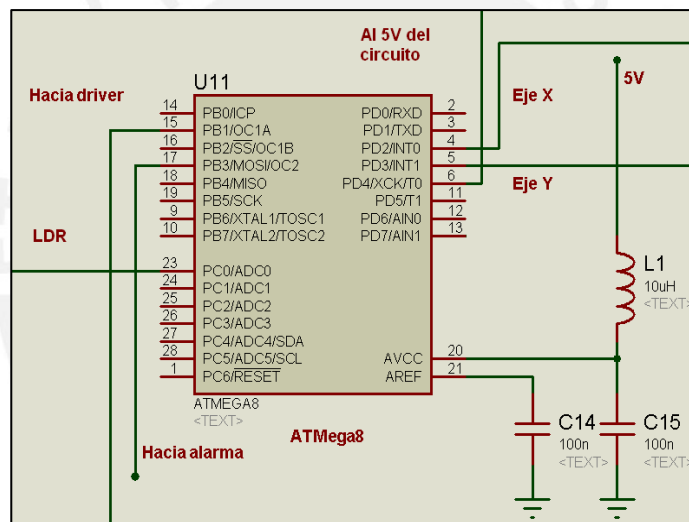 Al 5V del
circuito
U11
Hacia driver
5V
Eje X
14 PB0/ICP PD0/RXD 2
15 PB1/OC1A PD1/TXD 3
16 PB2/SS/OC1B PD2/INT0 4
17 PB3/MOSI/OC2 PD3/INT1 5
18 PB4/MISO PD4/XCK/T0 6
19 PB5/SCK PD5/T1 11
9 PB6/XTAL1/TOSC1 PD6/AIN0 12
10 PB7/XTAL2/TOSC2 PD7/AIN1 13
Eje Y
LDR
23 PC0/ADC0
24 PC1/ADC1
25 PC2/ADC2
26 PC3/ADC3
27 PC4/ADC4/SDA
28 PC5/ADC5/SCL AVCC 20
1 PC6/RESET AREF 21
L1
10uH
<TEXT>
ATMEGA8
<TEXT>
ATMega8
Hacia alarma
C14
100n
<TEXT>
C15
100n
<TEXT>